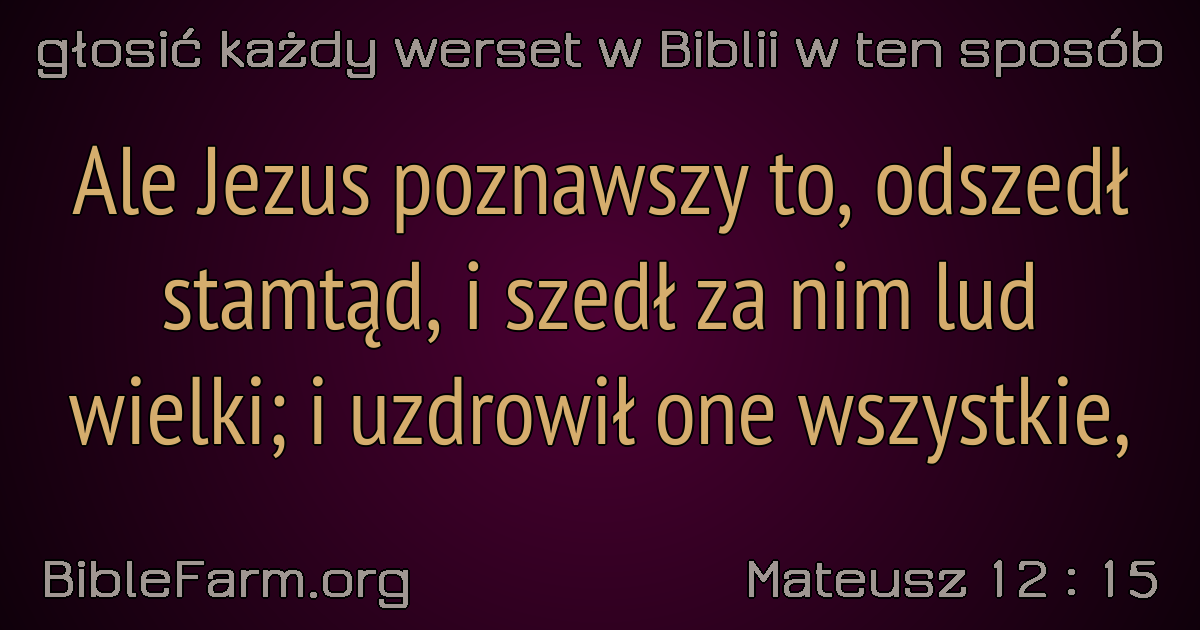 głosić każdy werset w Biblii w ten sposób
Ale Jezus poznawszy to, odszedł
stamtąd, i szedł za nim lud
wielki; i uzdrowił one wszystkie,
BibleFarm.org
Mateusz 12 : 15